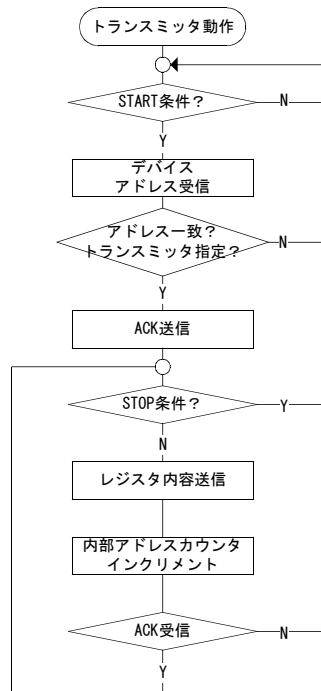 トランスミッタ動作
START条件？
N
Y
デバイス
アドレス受信
アドレス一致？
トランスミッタ指定？
N
Y
ACK送信
STOP条件？
Y
N
レジスタ内容送信
内部アドレスカウンタ
インクリメント
ACK受信
N
Y